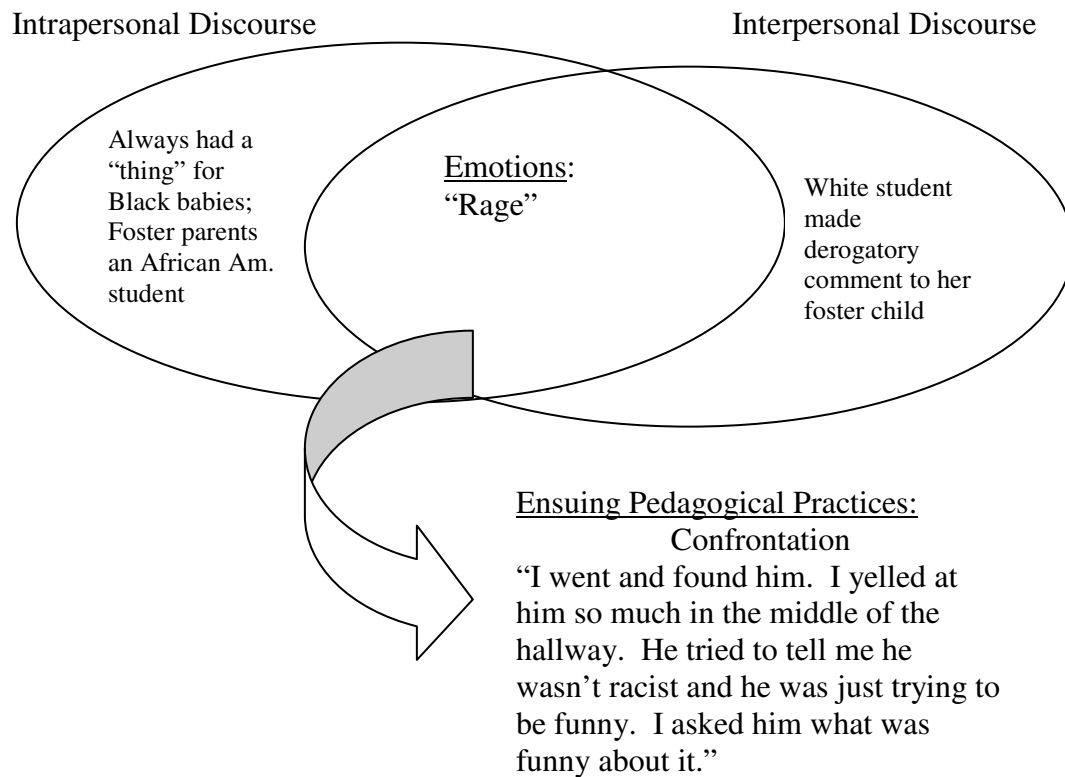 Intrapersonal Discourse
Interpersonal Discourse
Always had a
“thing” for
Black babies;
Foster parents
an African Am.
student
Emotions:
“Rage”
White student
made
derogatory
comment to her
foster child
Ensuing Pedagogical Practices:
Confrontation
“I went and found him.  I yelled at
him so much in the middle of the
hallway.  He tried to tell me he
wasn’t racist and he was just trying to
be funny.  I asked him what was
funny about it.”